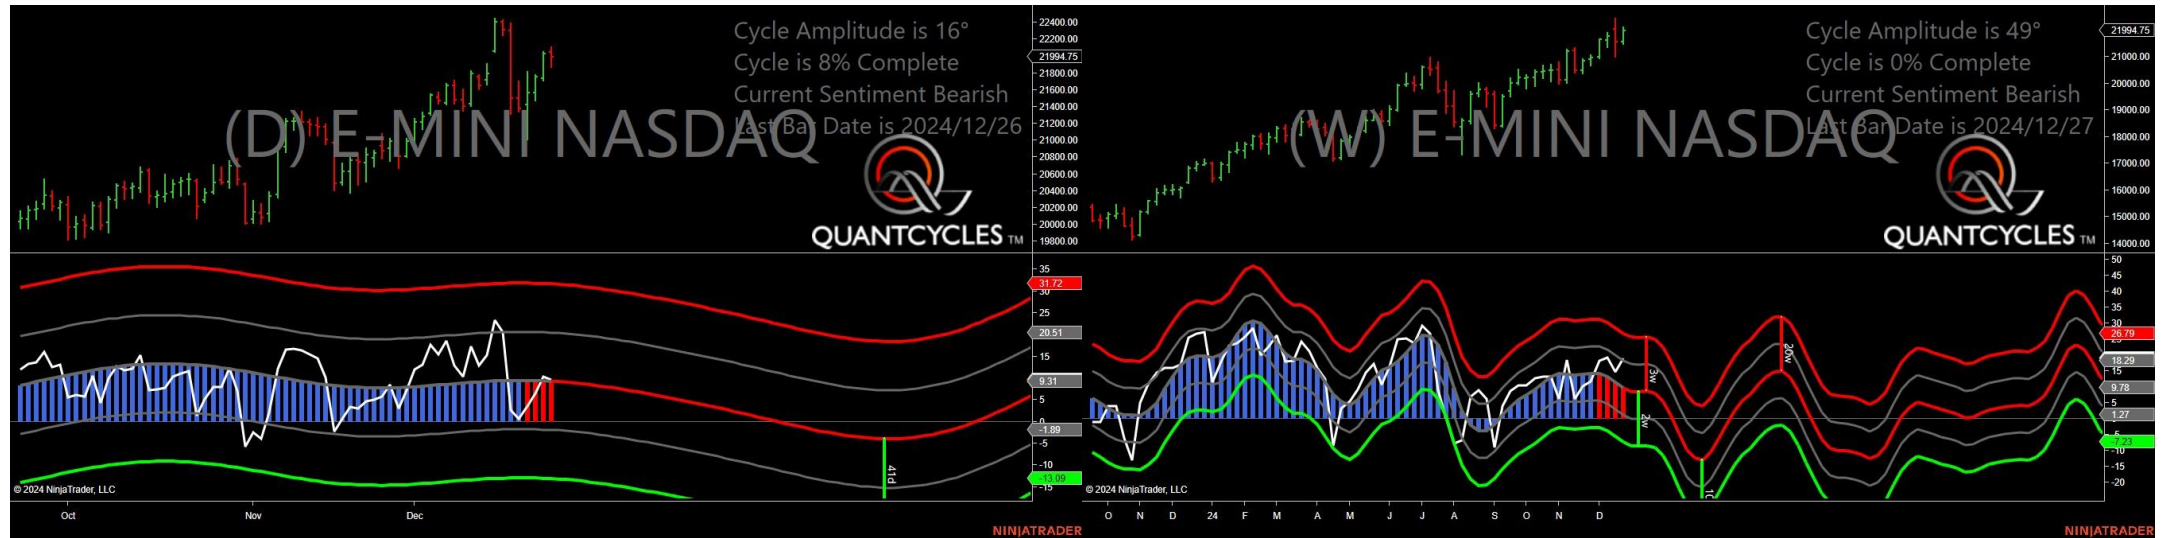 Cycle Amplitude is 16°
Cycle is 8% Complete
Current Sentiment Bearish
Last Bar Date is 2024/12/26
(D) E-MINI NASDAQ
QUANTCYCLES TM
22400.00
22200.00
21994.75
21800.00
21600.00
21400.00
21200.00
21000.00
20800.00
20600.00
20400.00
20200.00
20000.00
19800.00
35
31.72
30
25
20.51
15
9.31
5
0
1.89
-5
-10
-13.09
-15
41d
© 2024 NinjaTrader, LLC
Oct Nov Dec
NINJATRADER
Cycle Amplitude is 49°
Cycle is 0% Complete
Current Sentiment Bearish
Last Bar Date is 2024/12/27
(W) E-MINI NASDAQ
QUANTCYCLES TM
21994.75
21000.00
20000.00
19000.00
18000.00
17000.00
16000.00
15000.00
14000.00
50
45
40
35
30
26.79
25
18.29
15
9.78
5
1.27
-7.23
-10
-15
-20
3w
2w
20w
© 2024 NinjaTrader, LLC
O N D 24 F M A M J J A S O N D
NINJATRADER